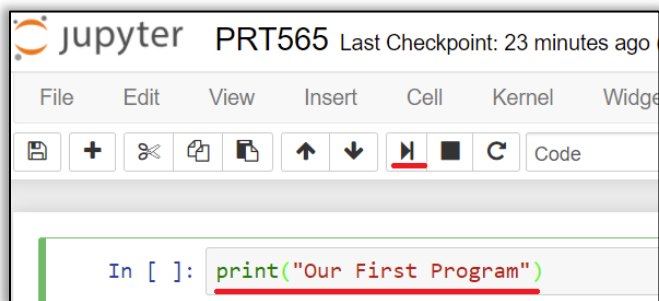 jupyter PRT565 Last Checkpoint: 23 minutes ago (
File Edit View Insert Cell Kernel Widge
Code
In [ ]: print("Our First Program")